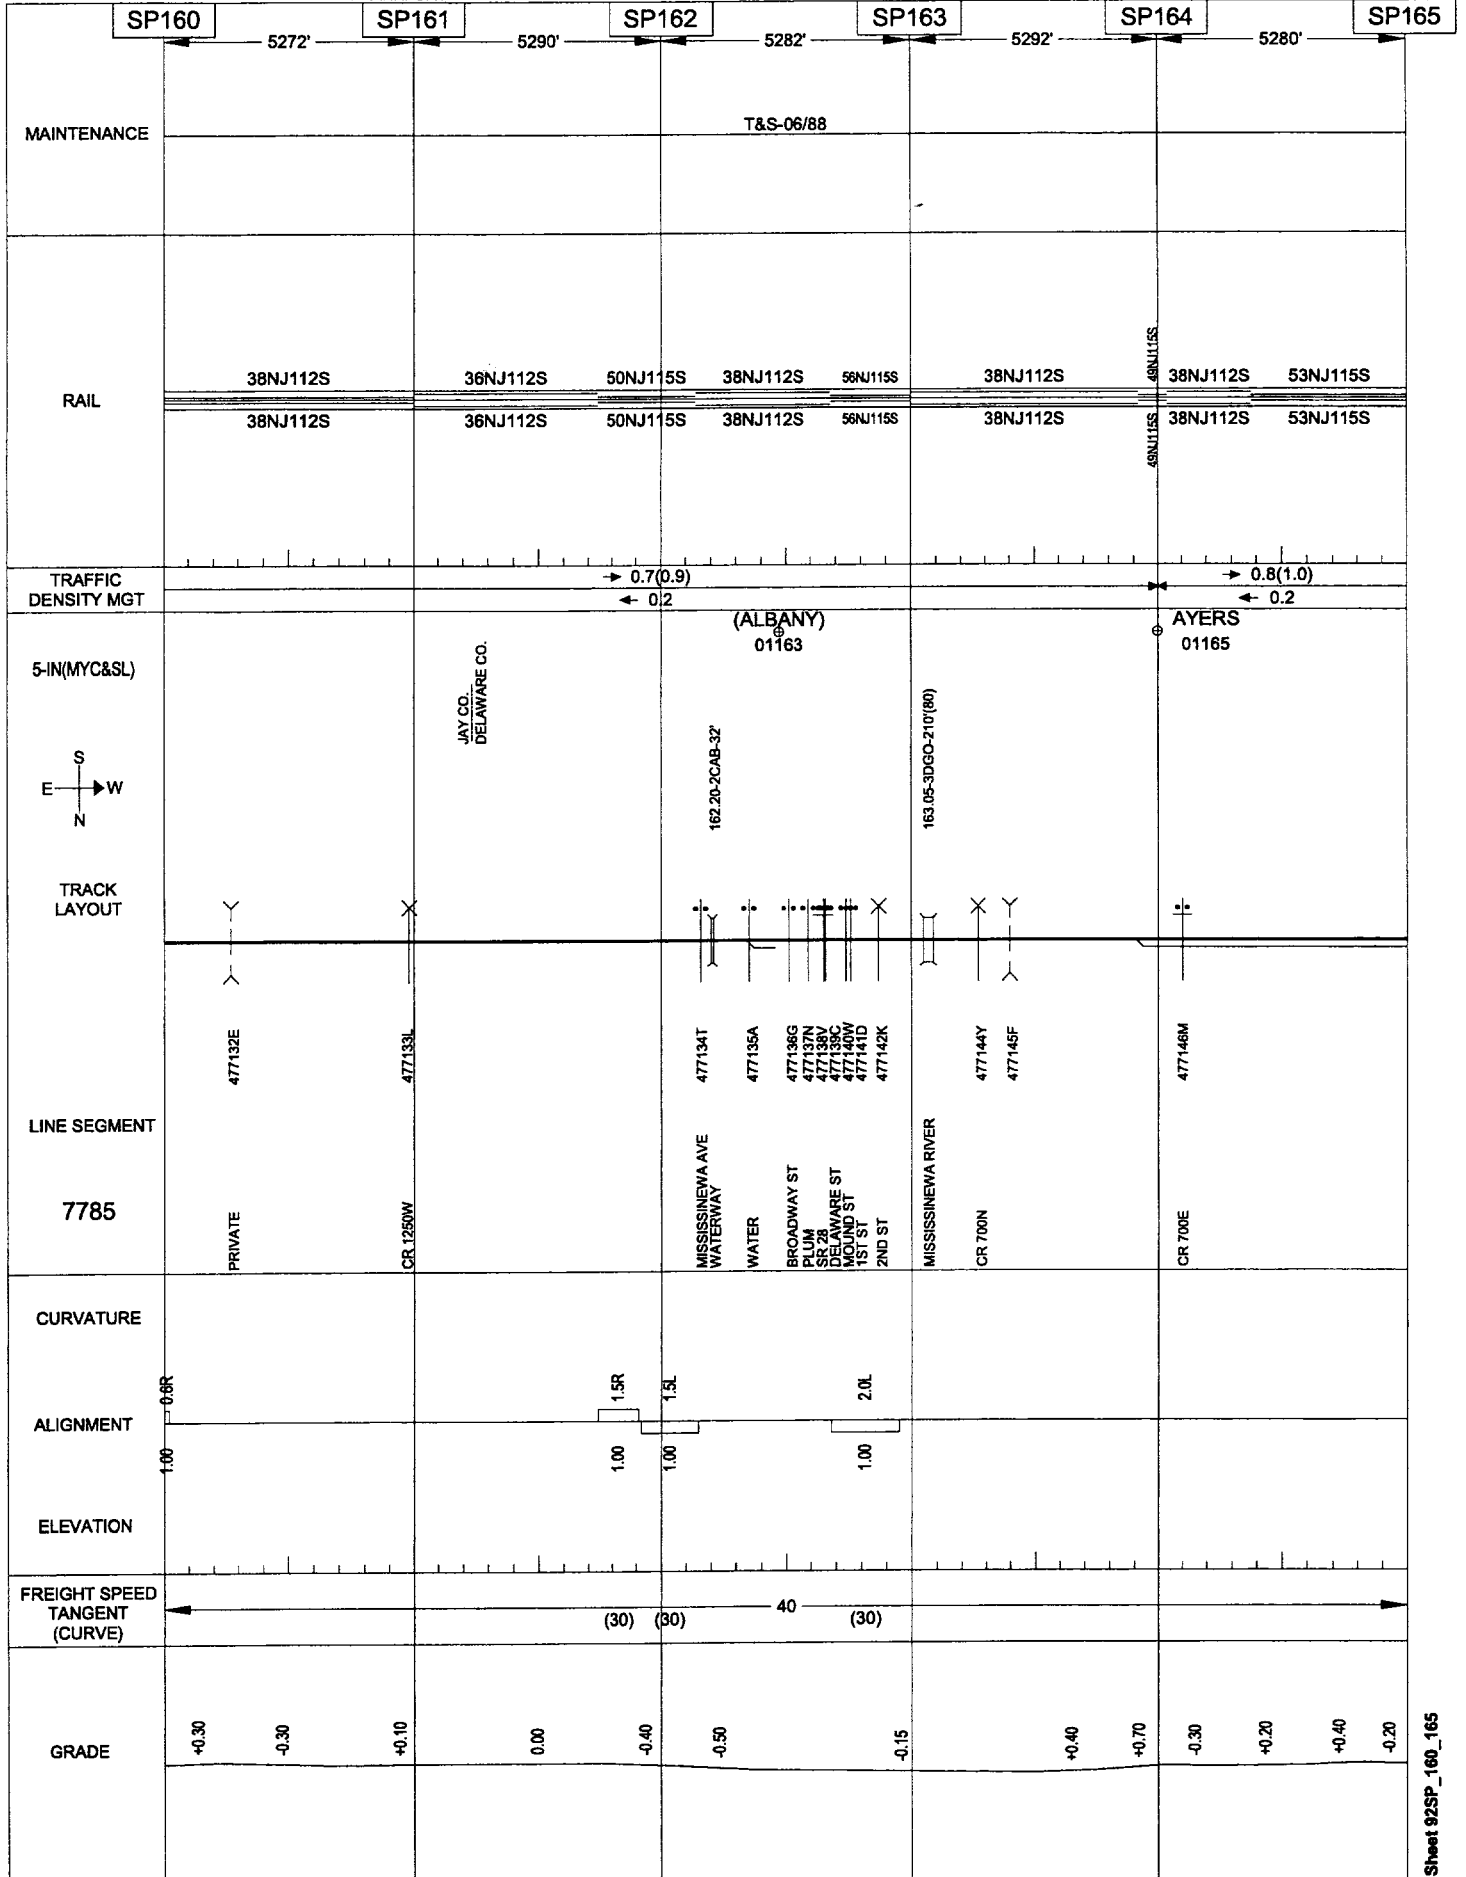 SP160 SP161 SP162 SP163 SP164 SP165
5272' 5290' 5282' 5292' 5280'
MAINTENANCE
T&S-06/88
RAIL
38NJ112S 36NJ112S 50NJ115S 38NJ112S 56NJ115S 38NJ112S 49NJ115S 38NJ112S 53NJ115S
38NJ112S 36NJ112S 50NJ115S 38NJ112S 56NJ115S 38NJ112S 49NJ115S 38NJ112S 53NJ115S
TRAFFIC
DENSITY MGT
→ 0.7(0.9) → 0.8(1.0)
← 0.2 ← 0.2
5-IN(MYC&SL)
(ALBANY)
01163
AYERS
01165
JAY CO.
DELAWARE CO.
162.20-2CAB-32'
163.05-3DGO-210'(80)
S
E W
N
TRACK
LAYOUT
477132E
477133L
477134T
477135A
477136G
477137N
477138V
477139C
477140W
477141D
477142K
477144Y
477145F
477146M
LINE SEGMENT
7785
PRIVATE
CR 1250W
MISSISSINEWA AVE
WATERWAY
WATER
BROADWAY ST
PLUM
SR 28
DELAWARE ST
MOUND ST
1ST ST
2ND ST
MISSISSINEWA RIVER
CR 700N
CR 700E
CURVATURE
0.6R 1.5R 1.5L 2.0L
ALIGNMENT
1.00 1.00 1.00 1.00
ELEVATION
FREIGHT SPEED
TANGENT
(CURVE)
40
(30) (30) (30)
GRADE
+0.30 -0.30 +0.10 0.00 -0.40 -0.50 -0.15 +0.40 +0.70 -0.30 +0.20 +0.40 -0.20
Sheet 92SP_160_165